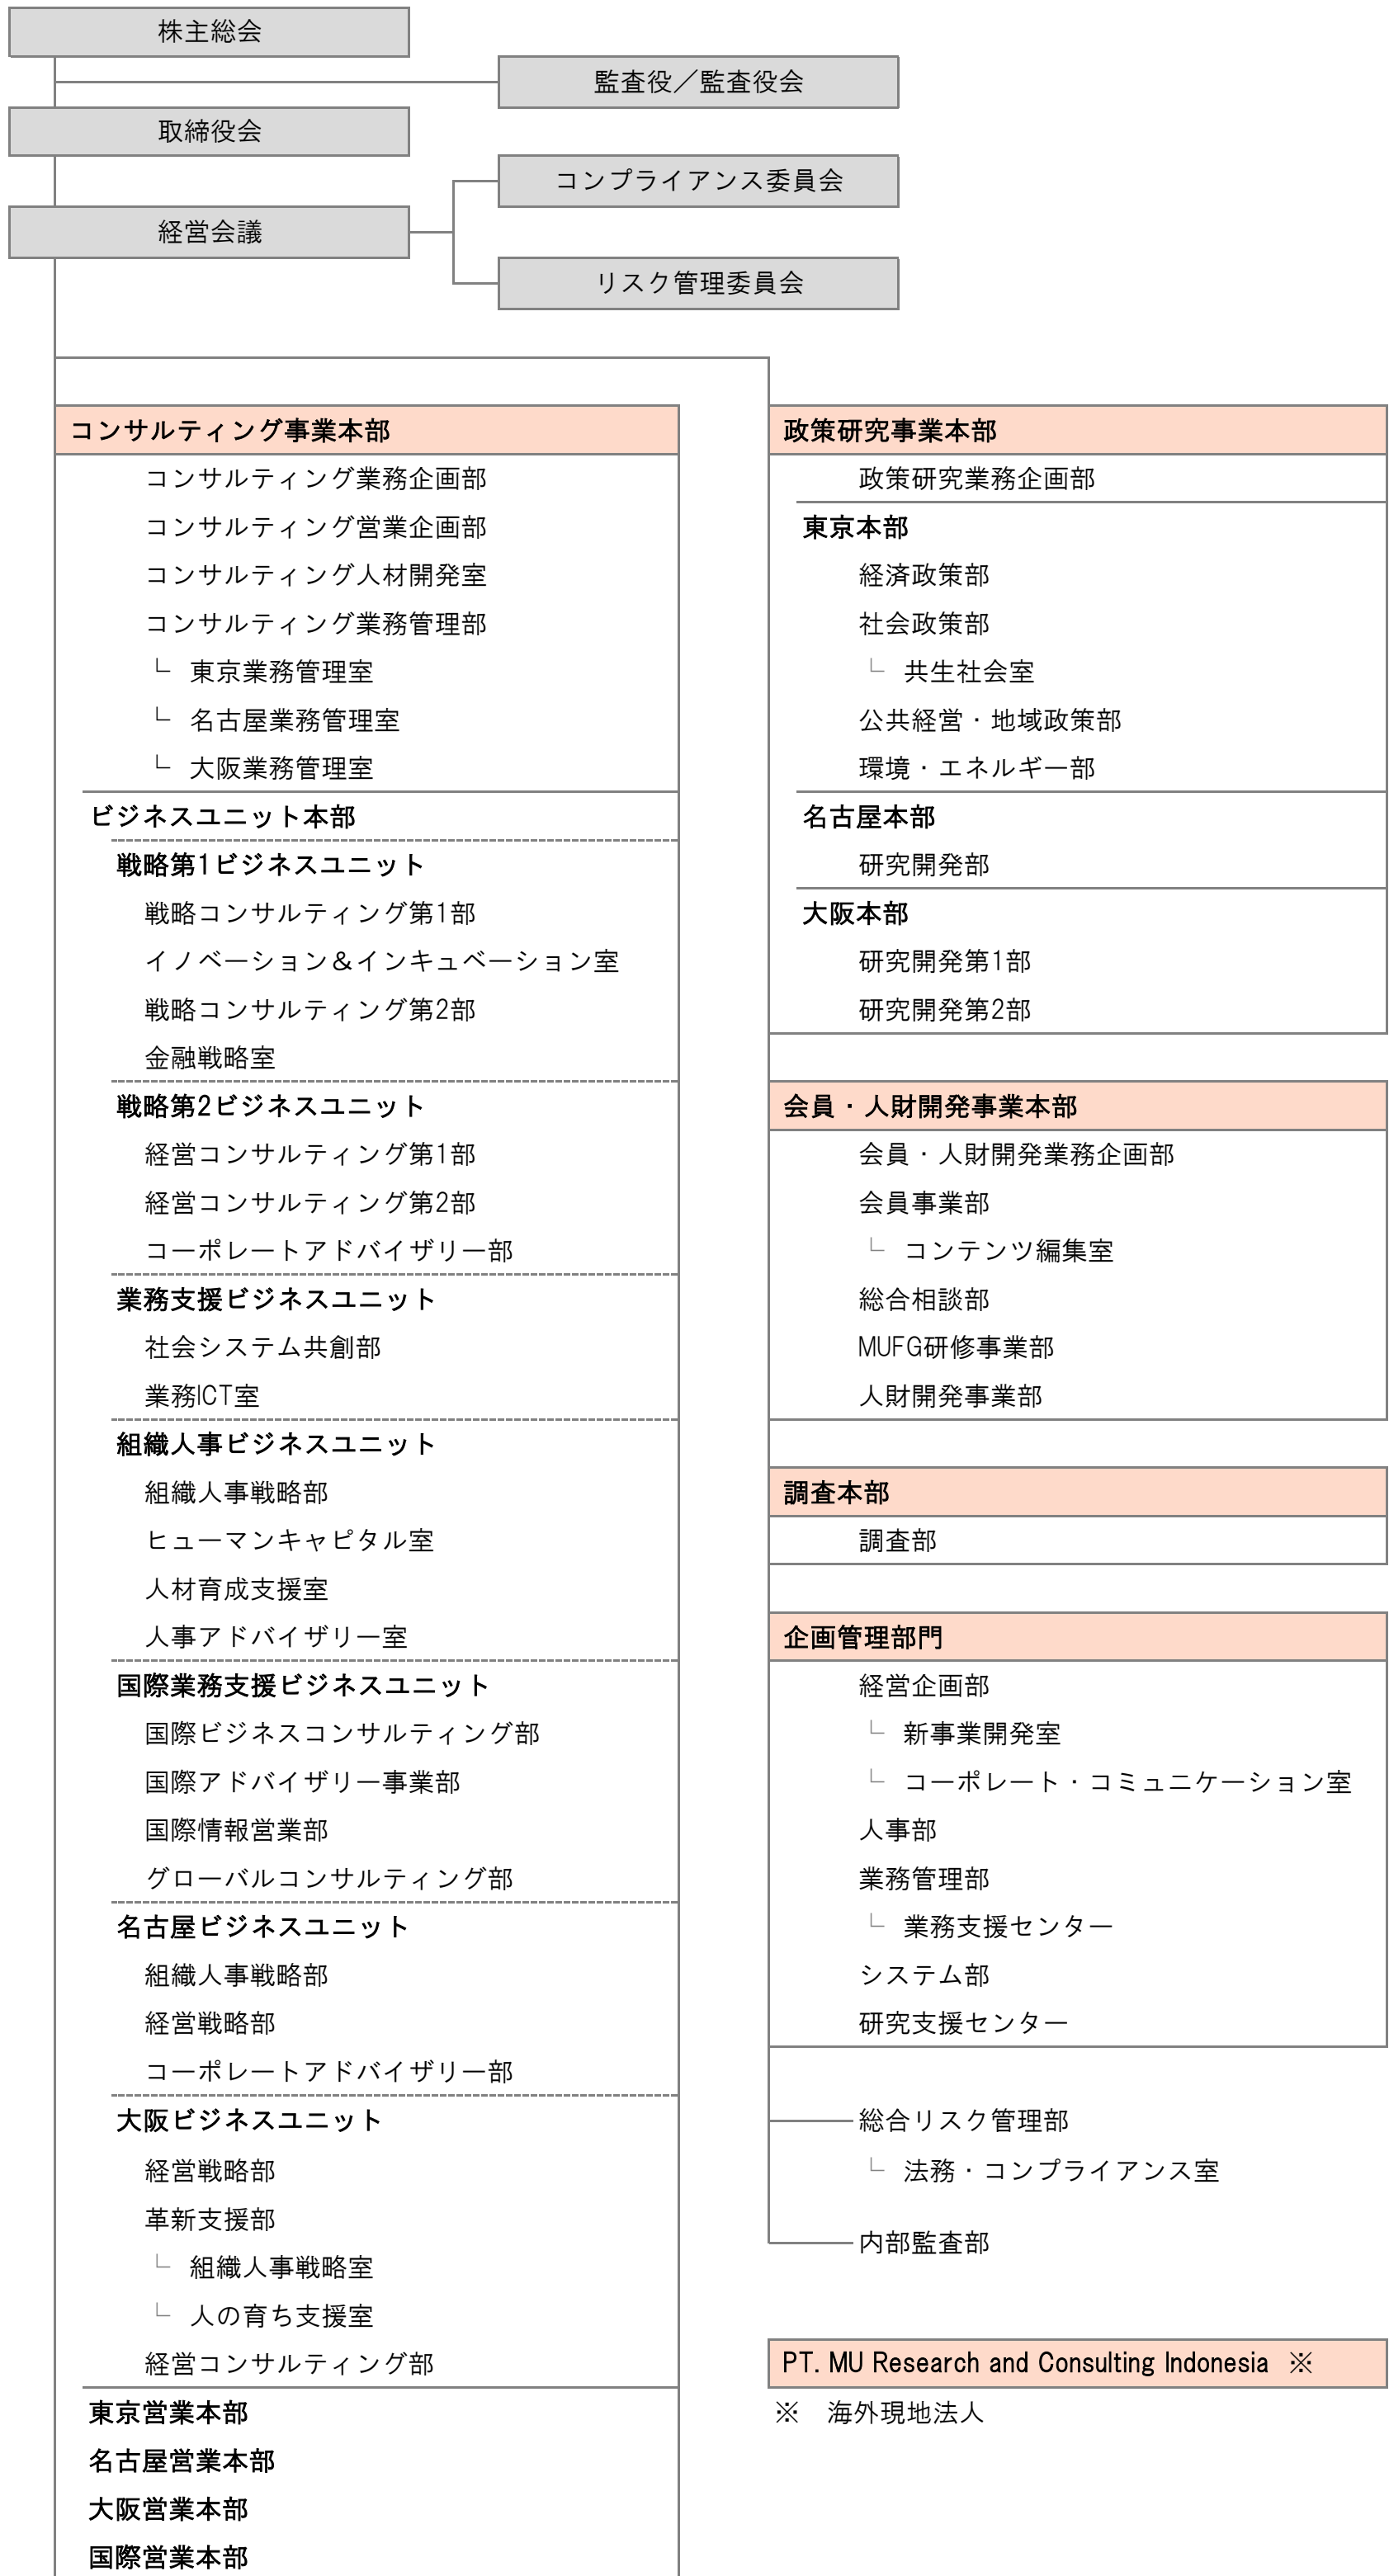 株主総会
監査役／監査役会
取締役会
コンプライアンス委員会
経営会議
リスク管理委員会
コンサルティング事業本部
コンサルティング業務企画部
コンサルティング営業企画部
コンサルティング人材開発室
コンサルティング業務管理部
└ 東京業務管理室
└ 名古屋業務管理室
└ 大阪業務管理室
ビジネスユニット本部
戦略第1ビジネスユニット
戦略コンサルティング第1部
イノベーション＆インキュベーション室
戦略コンサルティング第2部
金融戦略室
戦略第2ビジネスユニット
経営コンサルティング第1部
経営コンサルティング第2部
コーポレートアドバイザリー部
業務支援ビジネスユニット
社会システム共創部
業務ICT室
組織人事ビジネスユニット
組織人事戦略部
ヒューマンキャピタル室
人材育成支援室
人事アドバイザリー室
国際業務支援ビジネスユニット
国際ビジネスコンサルティング部
国際アドバイザリー事業部
国際情報営業部
グローバルコンサルティング部
名古屋ビジネスユニット
組織人事戦略部
経営戦略部
コーポレートアドバイザリー部
大阪ビジネスユニット
経営戦略部
革新支援部
└ 組織人事戦略室
└ 人の育ち支援室
経営コンサルティング部
東京営業本部
名古屋営業本部
大阪営業本部
国際営業本部
政策研究事業本部
政策研究業務企画部
東京本部
経済政策部
社会政策部
└ 共生社会室
公共経営・地域政策部
環境・エネルギー部
名古屋本部
研究開発部
大阪本部
研究開発第1部
研究開発第2部
会員・人財開発事業本部
会員・人財開発業務企画部
会員事業部
└ コンテンツ編集室
総合相談部
MUFG研修事業部
人財開発事業部
調査本部
調査部
企画管理部門
経営企画部
└ 新事業開発室
└ コーポレート・コミュニケーション室
人事部
業務管理部
└ 業務支援センター
システム部
研究支援センター
総合リスク管理部
└ 法務・コンプライアンス室
内部監査部
PT. MU Research and Consulting Indonesia ※
※　海外現地法人